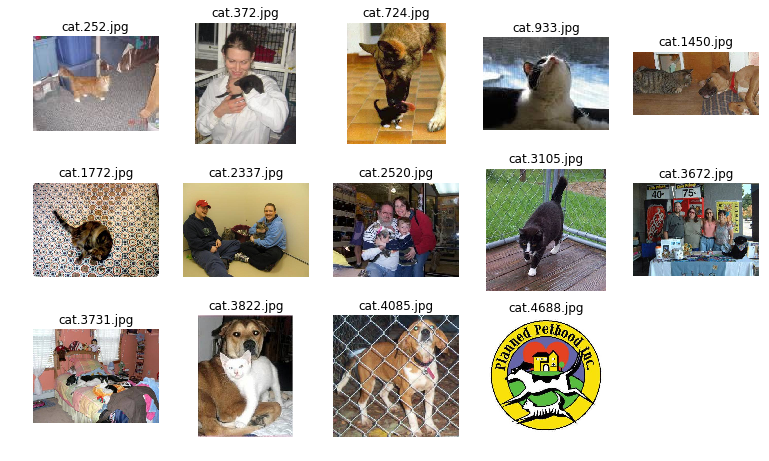 cat.252.jpg
cat.372.jpg
cat.724.jpg
cat.933.jpg
cat.1450.jpg
cat.1772.jpg
cat.2337.jpg
cat.2520.jpg
cat.3105.jpg
cat.3672.jpg
40¢
75¢
cat.3731.jpg
cat.3822.jpg
cat.4085.jpg
cat.4688.jpg
Planned Pethood Inc.